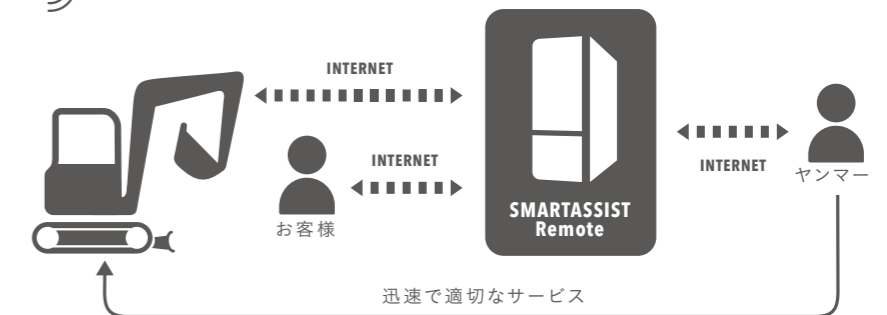 INTERNET
INTERNET
お客様
SMARTASSIST
Remote
INTERNET
ヤンマー
迅速で適切なサービス